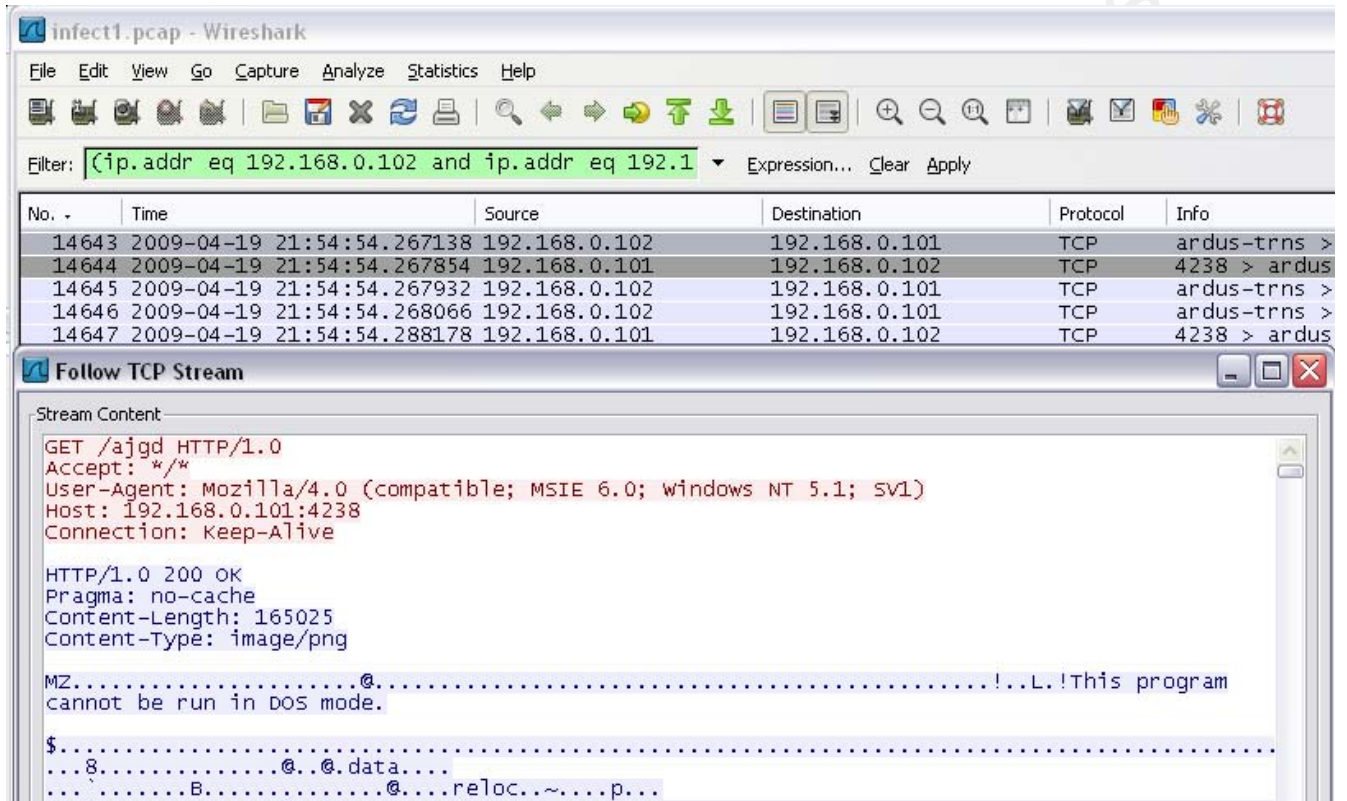 infect1.pcap - Wireshark
File Edit View Go Capture Analyze Statistics Help
Filter: (ip.addr eq 192.168.0.102 and ip.addr eq 192.1 Expression... Clear Apply
No. . Time Source Destination Protocol Info
14643 2009-04-19 21:54:54.267138 192.168.0.102 192.168.0.101 TCP ardus-trns >
14644 2009-04-19 21:54:54.267854 192.168.0.101 192.168.0.102 TCP 4238 > ardus
14645 2009-04-19 21:54:54.267932 192.168.0.102 192.168.0.101 TCP ardus-trns >
14646 2009-04-19 21:54:54.268066 192.168.0.102 192.168.0.101 TCP ardus-trns >
14647 2009-04-19 21:54:54.288178 192.168.0.101 192.168.0.102 TCP 4238 > ardus
Follow TCP Stream
Stream Content
GET /ajgd HTTP/1.0
Accept: */*
User-Agent: Mozilla/4.0 (compatible; MSIE 6.0; Windows NT 5.1; SV1)
Host: 192.168.0.101:4238
Connection: Keep-Alive
HTTP/1.0 200 OK
Pragma: no-cache
Content-Length: 165025
Content-Type: image/png
MZ......................@...............................................!..L.!This program
cannot be run in DOS mode.
$..............................................................................................
...8..............@..@.data....
...`.......B..............@....reloc..~....p...